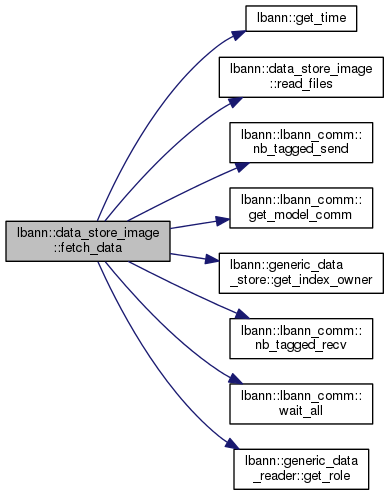 lbann::get_time
lbann::data_store_image
::read_files
lbann::lbann_comm::
nb_tagged_send
lbann::lbann_comm::
get_model_comm
lbann::data_store_image
::fetch_data
lbann::generic_data
_store::get_index_owner
lbann::lbann_comm::
nb_tagged_recv
lbann::lbann_comm::
wait_all
lbann::generic_data
_reader::get_role